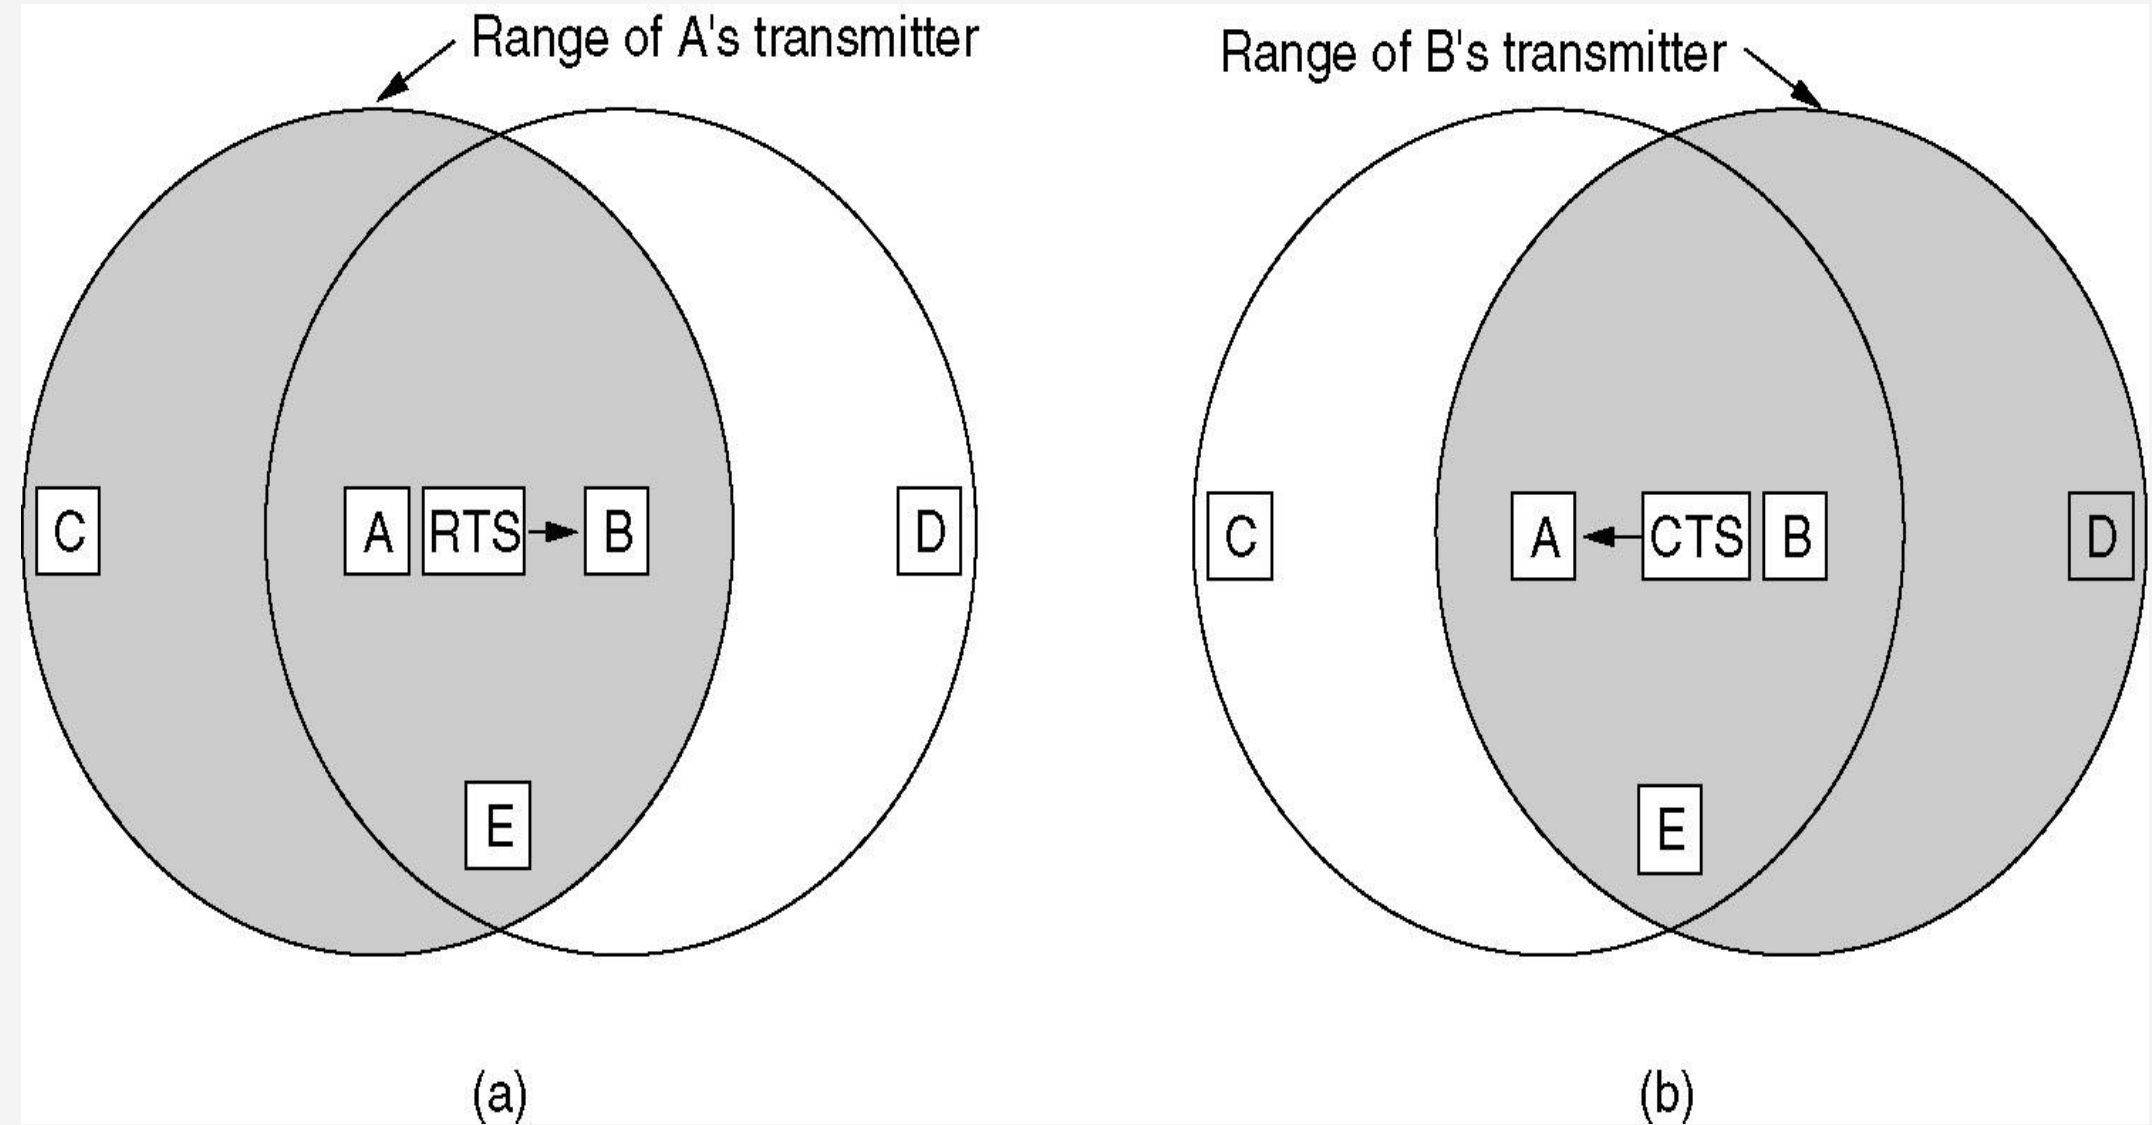 Range of A's transmitter
C
A
RTS
B
D
E
(a)
Range of B's transmitter
C
A
CTS
B
D
E
(b)